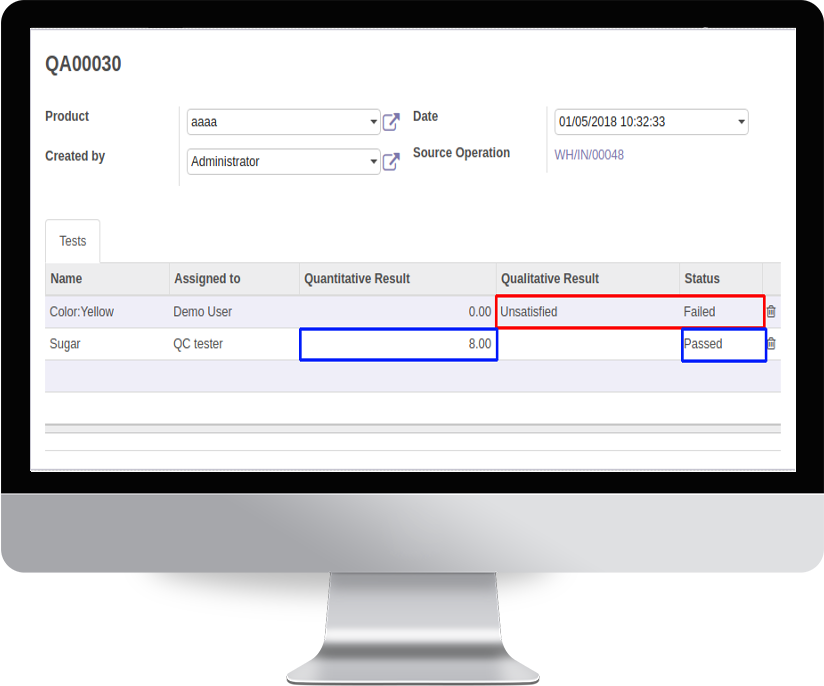 QA00030
Product aaaa Date 01/05/2018 10:32:33
Created by Administrator Source Operation WH/IN/00048
Tests
Name Assigned to Quantitative Result Qualitative Result Status
Color:Yellow Demo User 0.00 Unsatisfied Failed
Sugar QC tester 8.00 Passed